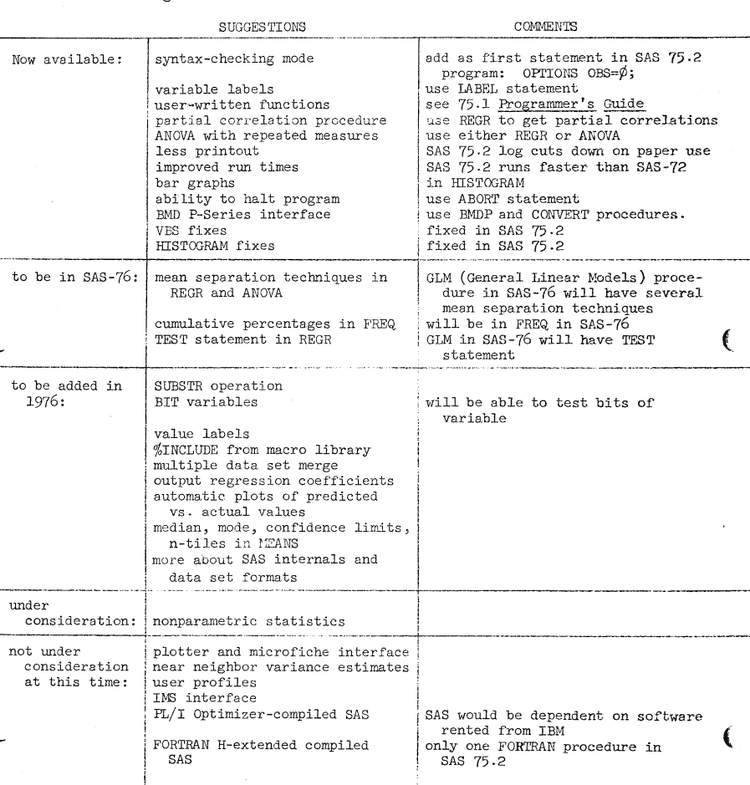 SUGGESTIONS COMMENTS
Now available: syntax-checking mode add as first statement in SAS 75.2
program: OPTIONS OBS=Ø;
variable labels use LABEL statement
user-written functions see 75.1 Programmer's Guide
partial correlation procedure use REGR to get partial correlations
ANOVA with repeated measures use either REGR or ANOVA
less printout SAS 75.2 log cuts down on paper use
improved run times SAS 75.2 runs faster than SAS-72
bar graphs in HISTOGRAM
ability to halt program use ABORT statement
BMD P-Series interface use BMDP and CONVERT procedures.
VBS fixes fixed in SAS 75.2
HISTOGRAM fixes fixed in SAS 75.2
to be in SAS-76: mean separation techniques in GLM (General Linear Models) proce-
REGR and ANOVA dure in SAS-76 will have several
mean separation techniques
cumulative percentages in FREQ will be in FREQ in SAS-76
TEST statement in REGR GLM in SAS-76 will have TEST
statement
to be added in SUBSTR operation
1976: BIT variables will be able to test bits of
variable
value labels
%INCLUDE from macro library
multiple data set merge
output regression coefficients
automatic plots of predicted
vs. actual values
median, mode, confidence limits,
n-tiles in MEANS
more about SAS internals and
data set formats
under
consideration: nonparametric statistics
not under plotter and microfiche interface
consideration near neighbor variance estimates
at this time: user profiles
IMS interface
PL/I Optimizer-compiled SAS SAS would be dependent on software
rented from IBM
FORTRAN H-extended compiled only one FORTRAN procedure in
SAS SAS 75.2